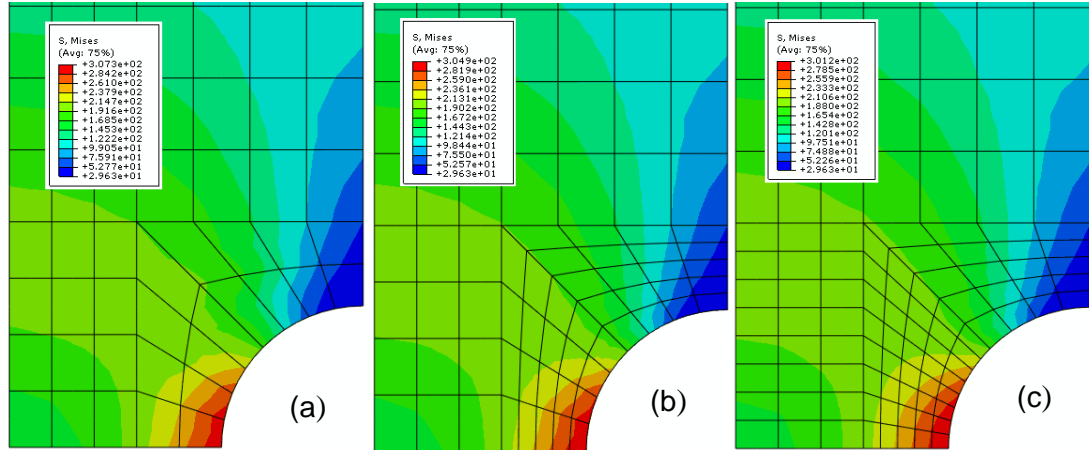 S, Mises
(Avg: 75%)
+3.073e+02
+2.842e+02
+2.610e+02
+2.379e+02
+2.147e+02
+1.916e+02
+1.685e+02
+1.453e+02
+1.222e+02
+9.905e+01
+7.591e+01
+5.277e+01
+2.963e+01
(a)
S, Mises
(Avg: 75%)
+3.049e+02
+2.819e+02
+2.590e+02
+2.361e+02
+2.131e+02
+1.902e+02
+1.672e+02
+1.443e+02
+1.214e+02
+9.844e+01
+7.550e+01
+5.257e+01
+2.963e+01
(b)
S, Mises
(Avg: 75%)
+3.012e+02
+2.785e+02
+2.559e+02
+2.333e+02
+2.106e+02
+1.880e+02
+1.654e+02
+1.428e+02
+1.201e+02
+9.751e+01
+7.488e+01
+5.226e+01
+2.963e+01
(c)